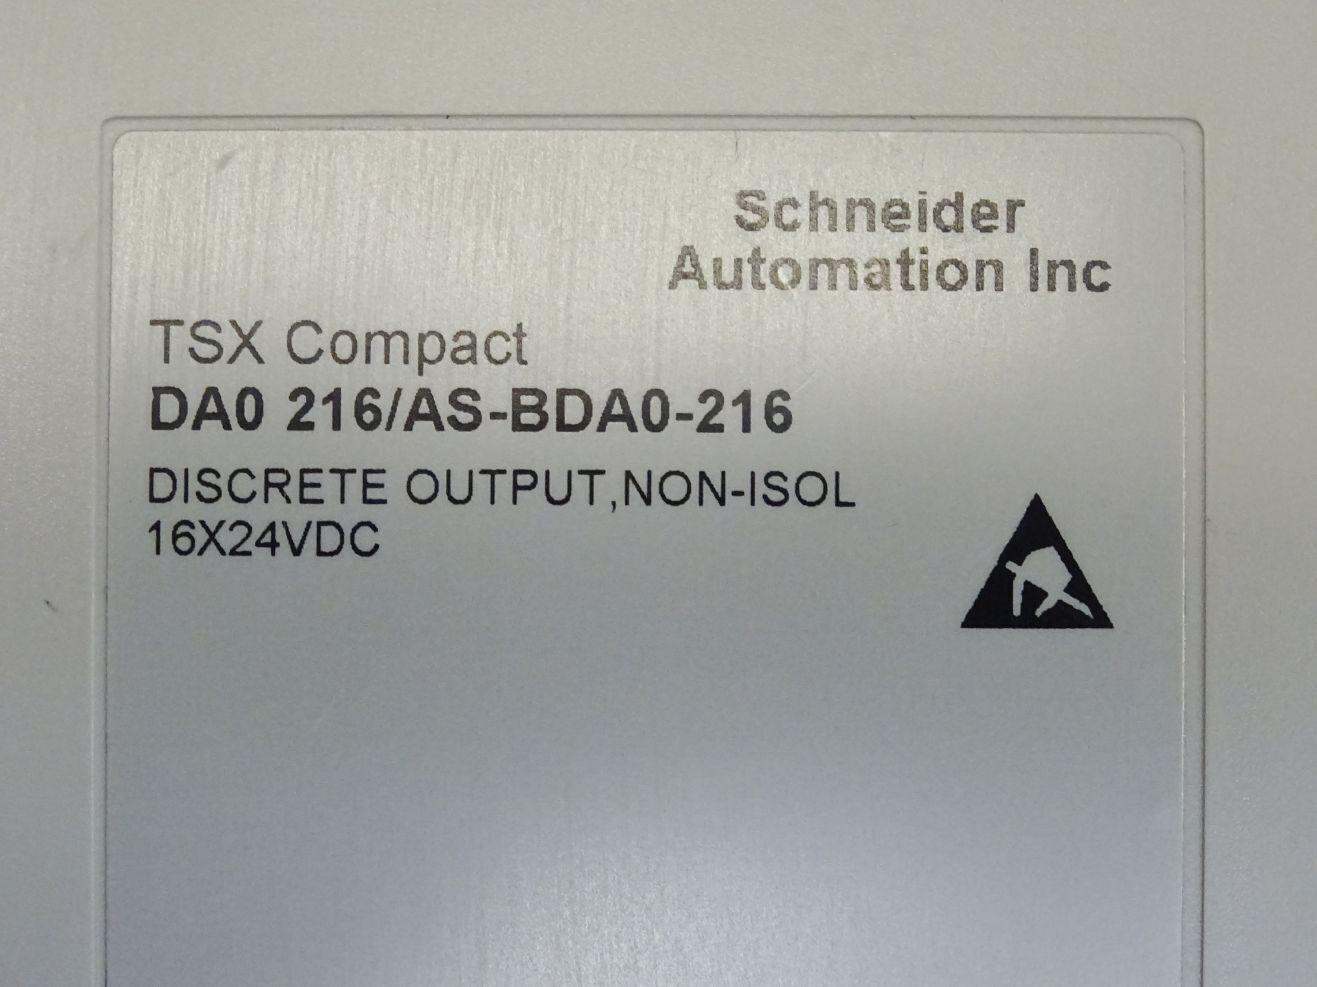 Schneider
Automation Inc
TSX Compact
DA0 216/AS-BDA0-216
DISCRETE OUTPUT,NON-ISOL
16X24VDC